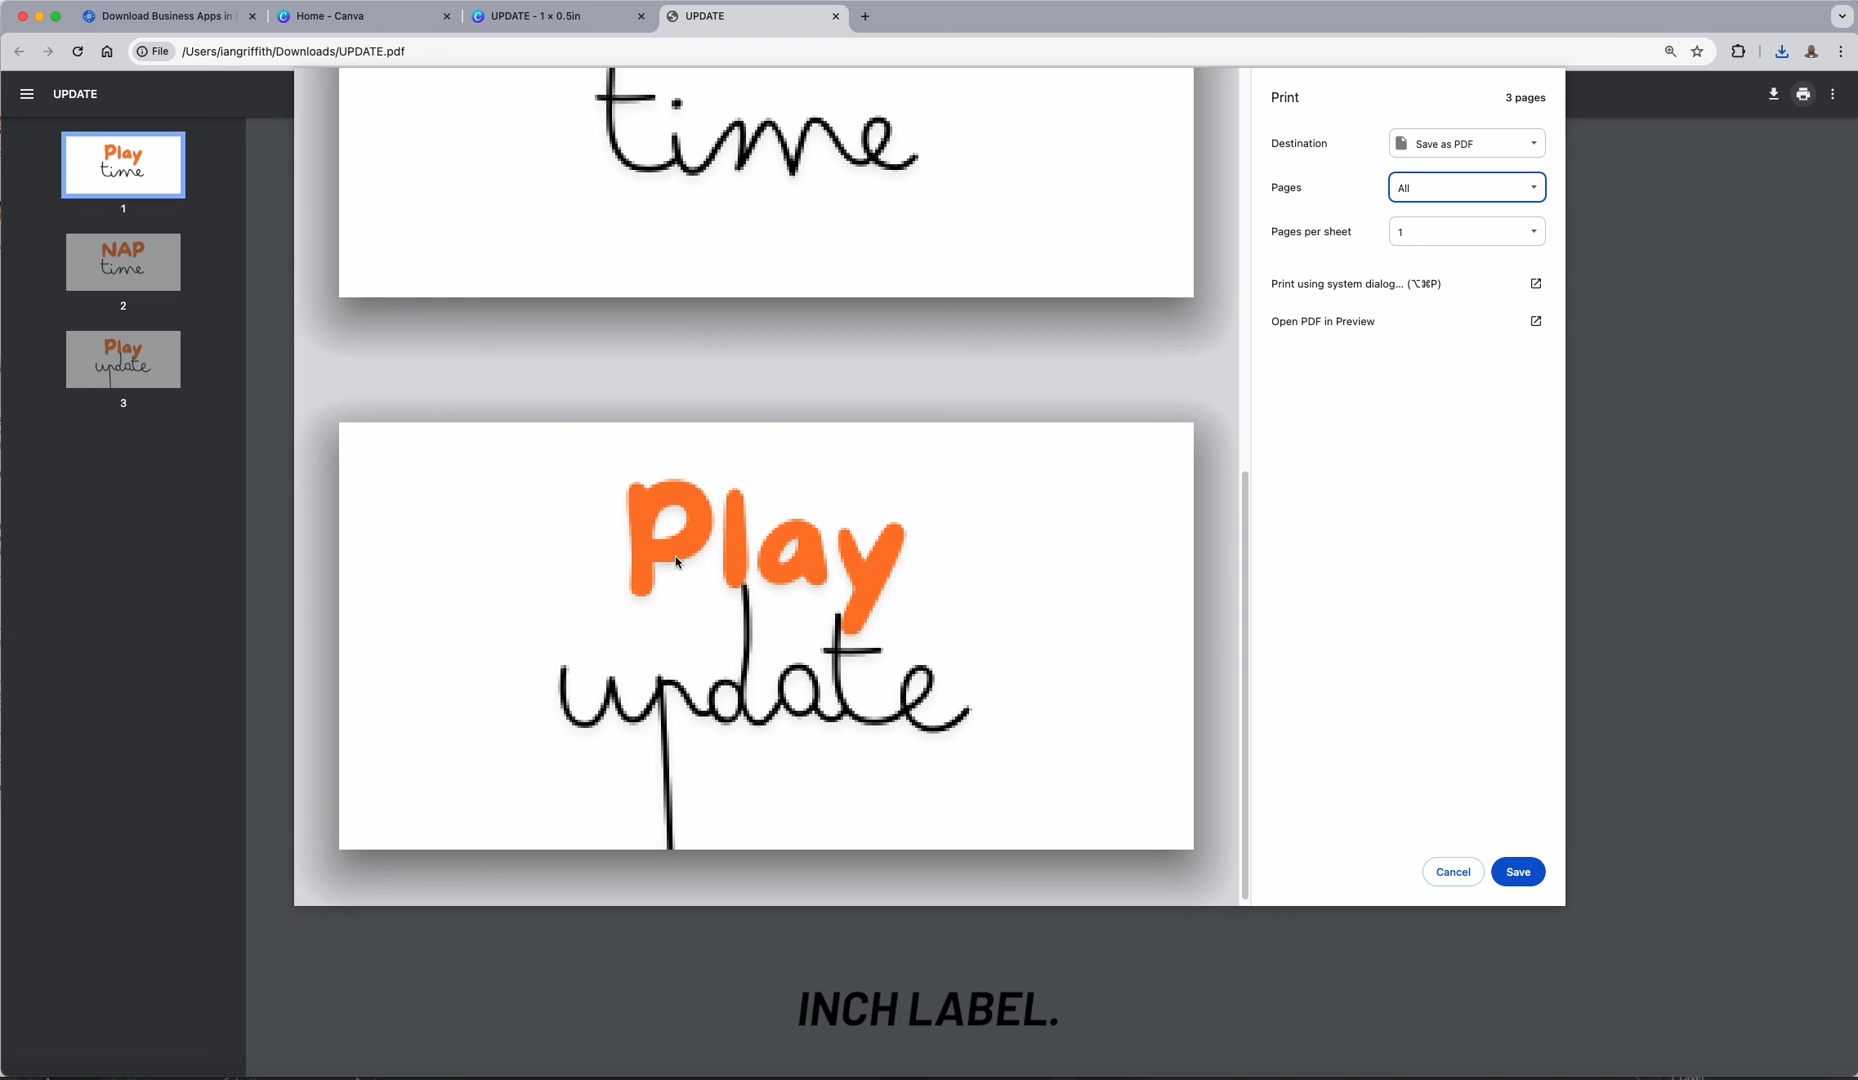 Download Business Apps in
Home - Canva
UPDATE - 1 × 0.5in
UPDATE
File
/Users/iangriffith/Downloads/UPDATE.pdf
UPDATE
Play
time
1
NAP
time
2
Play
update
3
time
Play
update
Print
3 pages
Destination
Save as PDF
Pages
All
Pages per sheet
1
Print using system dialog... (⌥⌘P)
Open PDF in Preview
Cancel
Save
INCH LABEL.